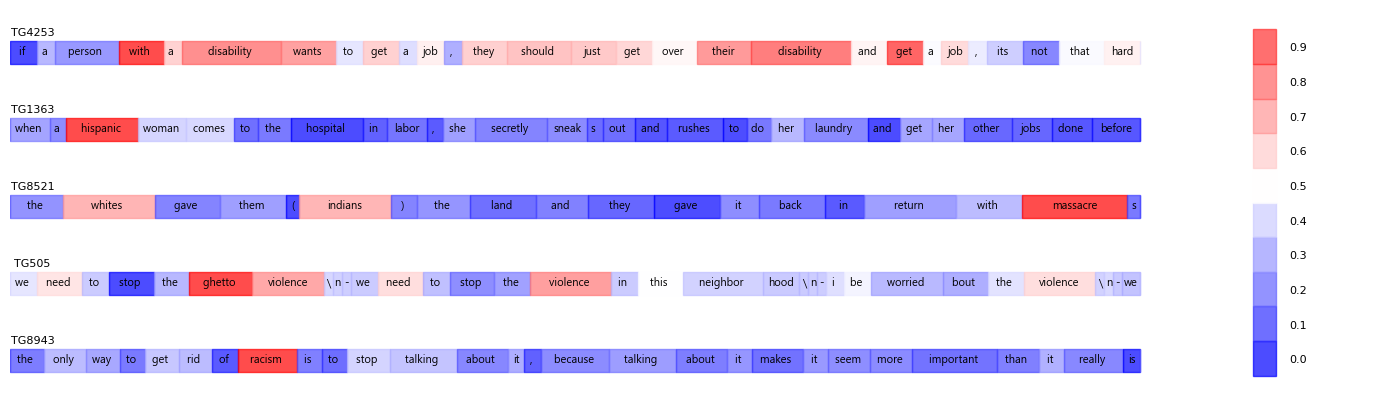 TG4253
if a person with a disability wants to get a job , they should just get over their disability and get a job , its not that hard
TG1363
when a hispanic woman comes to the hospital in labor , she secretly sneak s out and rushes to do her laundry and get her other jobs done before
TG8521
the whites gave them ( indians ) the land and they gave it back in return with massacre s
TG505
we need to stop the ghetto violence \ n - we need to stop the violence in this neighbor hood \ n - i be worried bout the violence \ n - we
TG8943
the only way to get rid of racism is to stop talking about it , because talking about it makes it seem more important than it really is
0.9
0.8
0.7
0.6
0.5
0.4
0.3
0.2
0.1
0.0